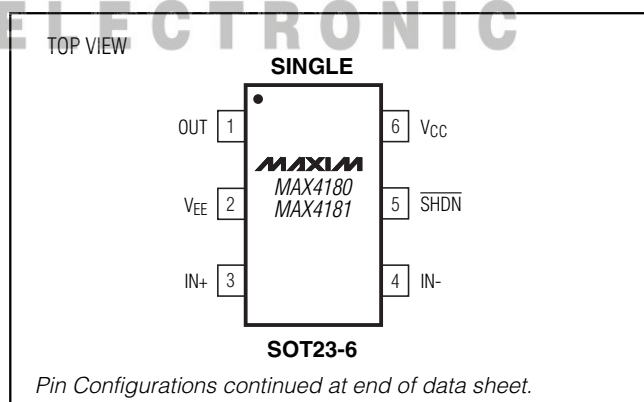 ELECTRONIC
TOP VIEW
SINGLE
OUT 1
6 VCC
MAXIM
MAX4180
MAX4181
VEE 2
5 SHDN
IN+ 3
4 IN-
SOT23-6
Pin Configurations continued at end of data sheet.